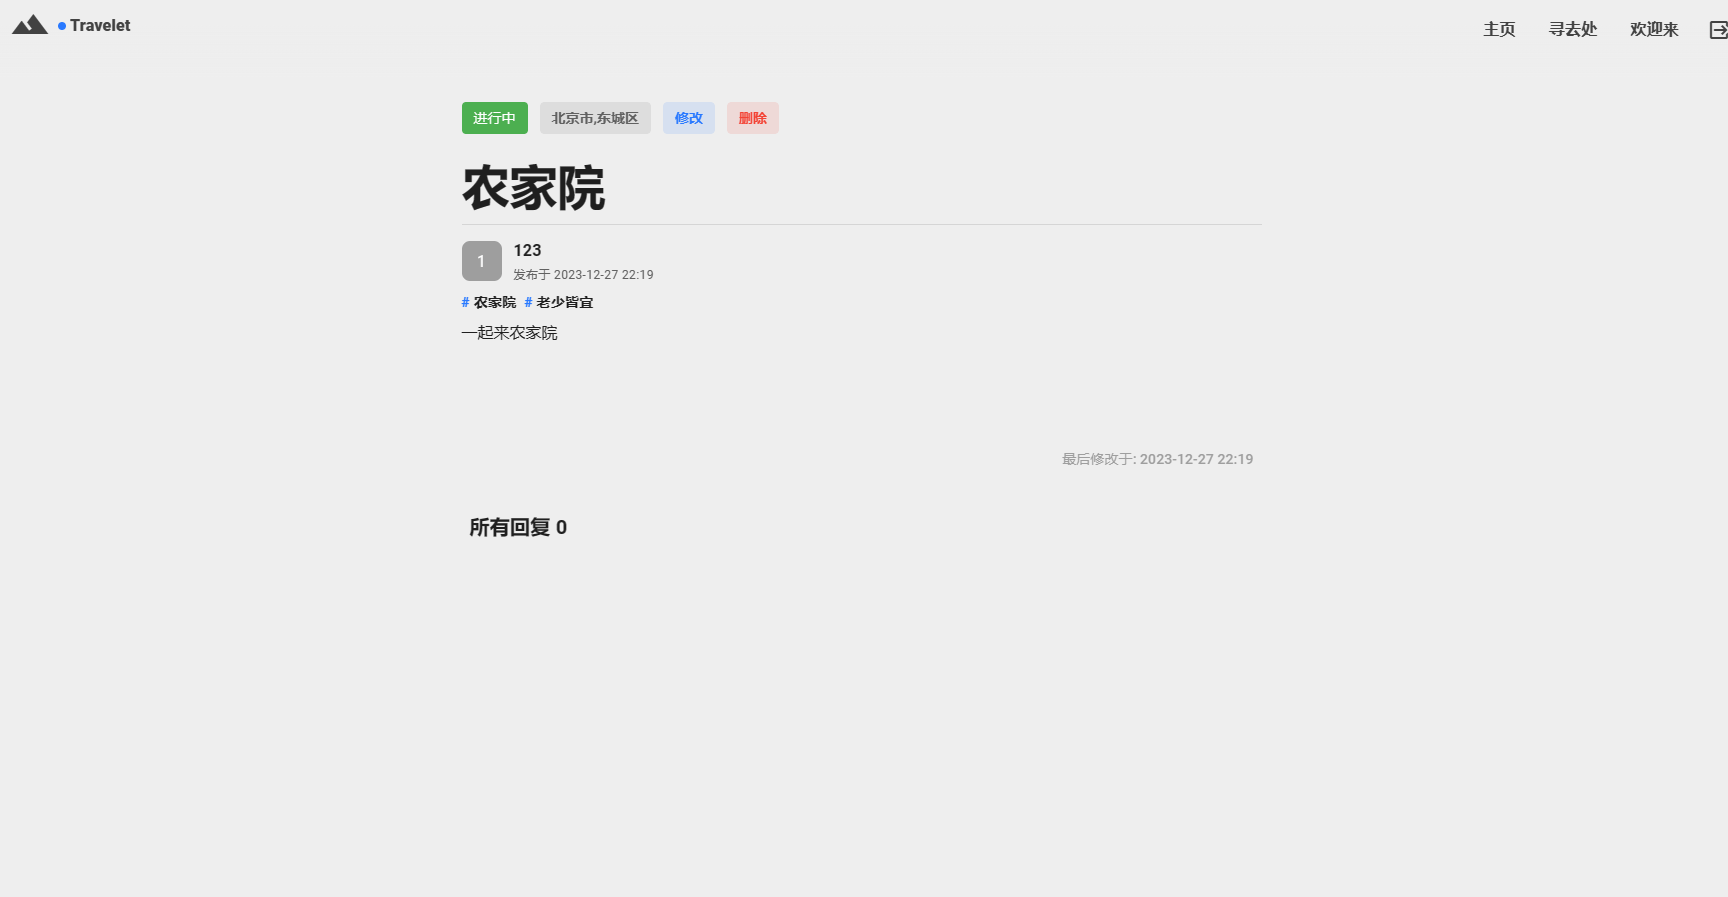 Travelet
主页 寻去处 欢迎来
进行中 北京市,东城区 修改 删除
农家院
1
123
发布于 2023-12-27 22:19
# 农家院 # 老少皆宜
一起来农家院
最后修改于: 2023-12-27 22:19
所有回复 0